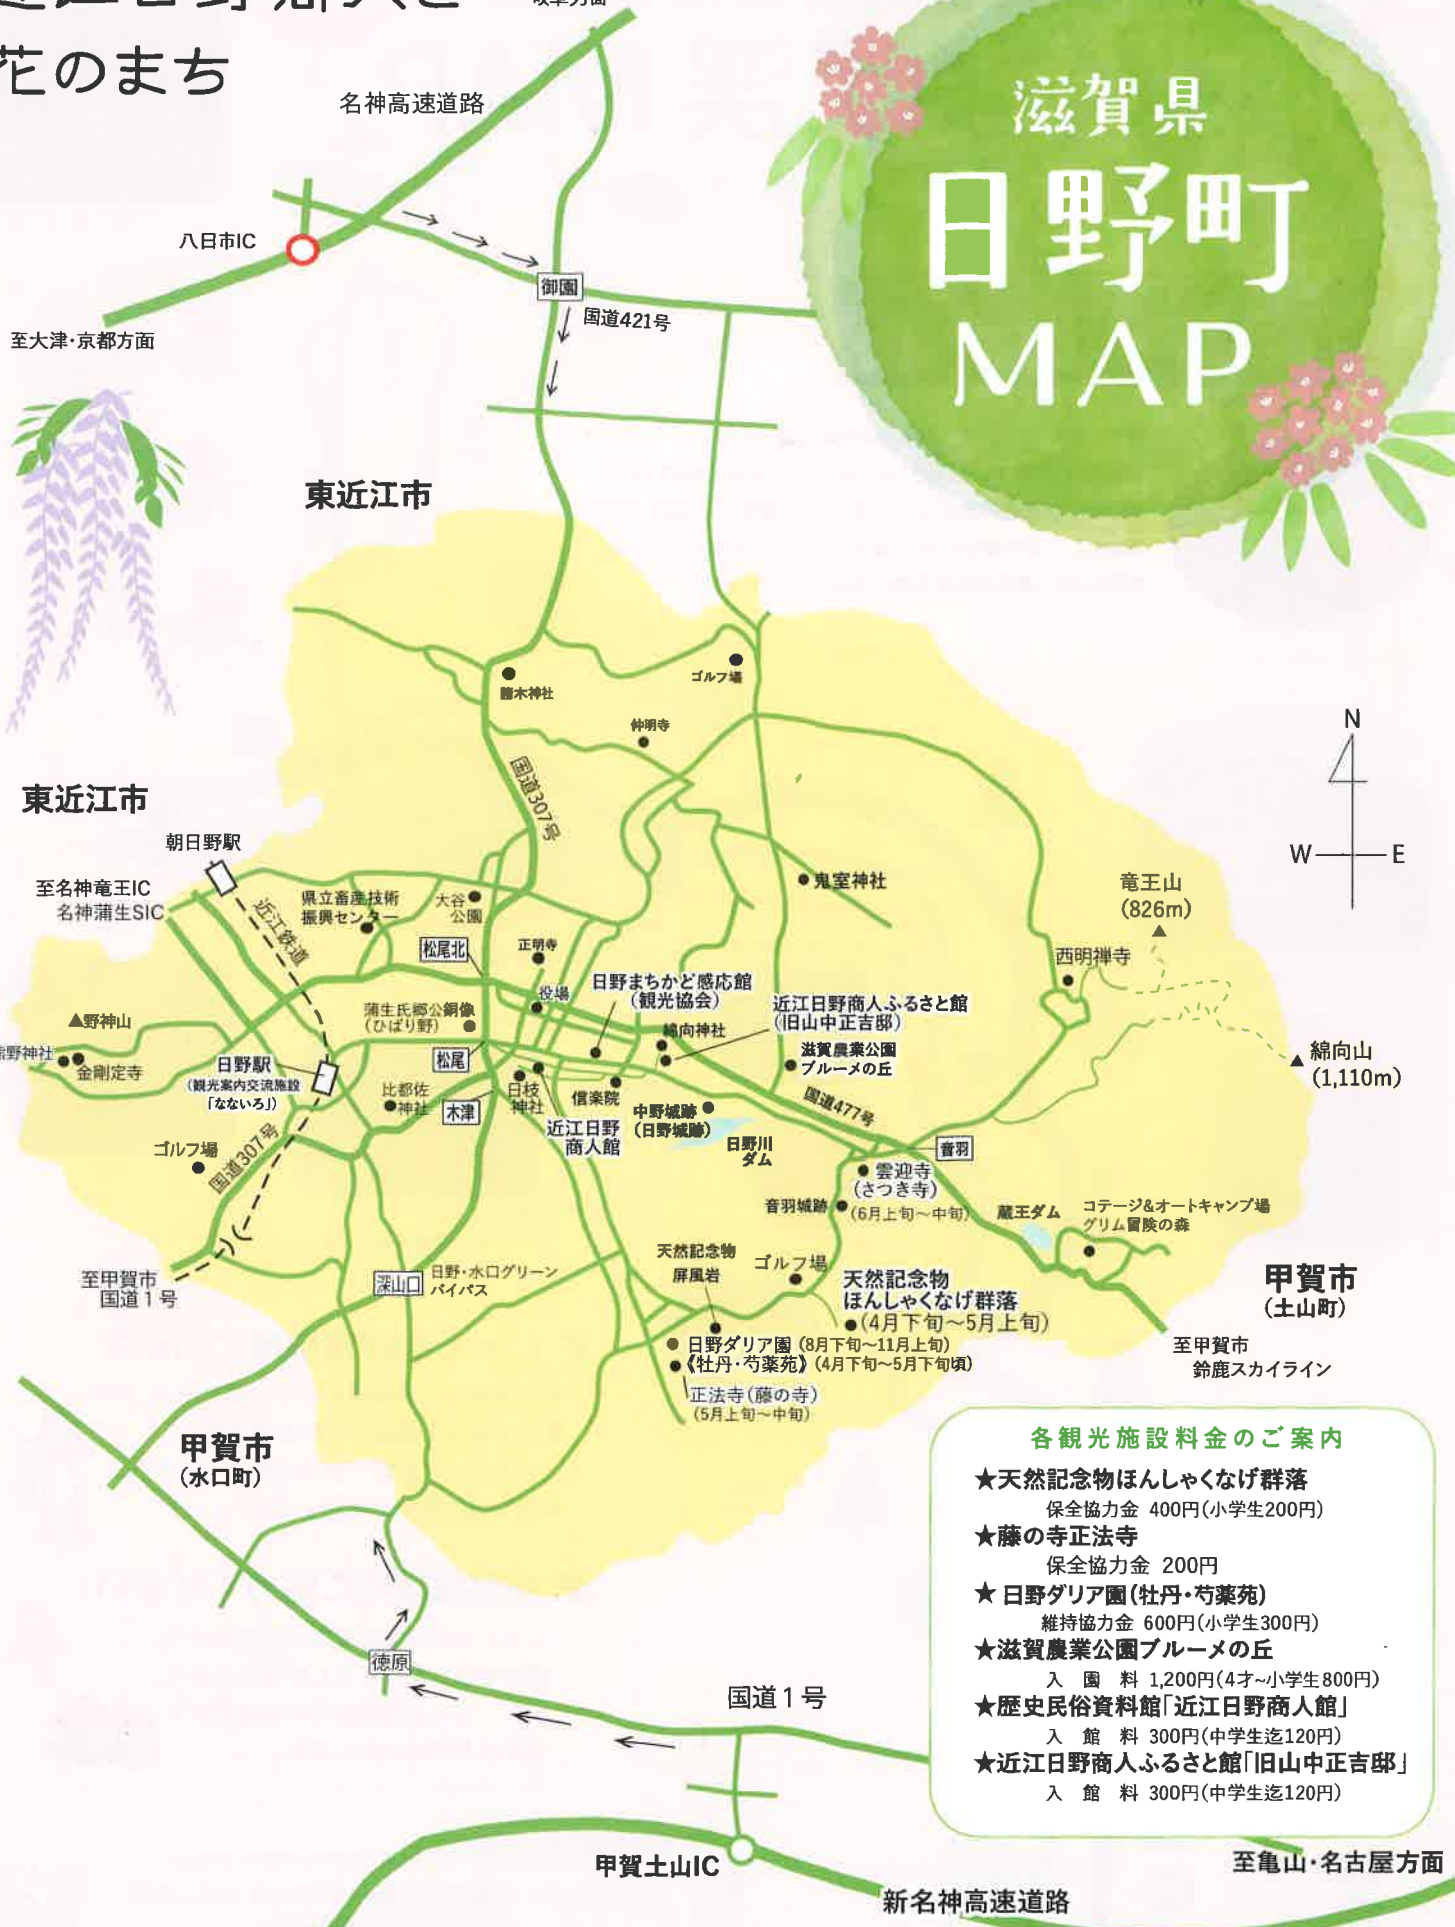 花のまち
滋賀県
日野町
MAP
名神高速道路
八日市IC
御園
国道421号
至大津・京都方面
東近江市
ゴルフ場
仲明寺
国道307号
N
W
E
東近江市
朝日野駅
至名神竜王IC
名神蒲生SIC
近江鉄道
県立畜産技術
振興センター
大谷
公園
鬼室神社
竜王山
(826m)
西明禅寺
松尾北
正明寺
役場
日野まちかど感応館
(観光協会)
近江日野商人ふるさと館
(旧山中正吉邸)
蒲生氏郷公銅像
(ひばり野)
綿向神社
滋賀農業公園
ブルーメの丘
綿向山
(1,110m)
▲野神山
熊野神社
金剛定寺
日野駅
(観光案内交流施設
「なないろ」)
松尾
比都佐
神社
木津
日枝
神社
信楽院
近江日野
商人館
中野城跡
(日野城跡)
日野川
ダム
国道477号
音羽
ゴルフ場
国道307号
雲迎寺
(さつき寺)
(6月上旬〜中旬)
音羽城跡
蔵王ダム
コテージ&オートキャンプ場
グリム冒険の森
天然記念物
屏風岩
ゴルフ場
天然記念物
ほんしゃくなげ群落
(4月下旬〜5月上旬)
甲賀市
(土山町)
至甲賀市
国道1号
深山口
日野・水口グリーン
バイパス
日野ダリア園 (8月下旬〜11月上旬)
《牡丹・芍薬苑》 (4月下旬〜5月下旬頃)
正法寺(藤の寺)
(5月上旬〜中旬)
至甲賀市
鈴鹿スカイライン
甲賀市
(水口町)
各観光施設料金のご案内
★天然記念物ほんしゃくなげ群落
保全協力金 400円(小学生200円)
★藤の寺正法寺
保全協力金 200円
★日野ダリア園(牡丹・芍薬苑)
維持協力金 600円(小学生300円)
★滋賀農業公園ブルーメの丘
入 園 料 1,200円(4才~小学生800円)
★歴史民俗資料館「近江日野商人館」
入 館 料 300円(中学生迄120円)
★近江日野商人ふるさと館「旧山中正吉邸」
入 館 料 300円(中学生迄120円)
徳原
国道1号
甲賀土山IC
至亀山・名古屋方面
新名神高速道路